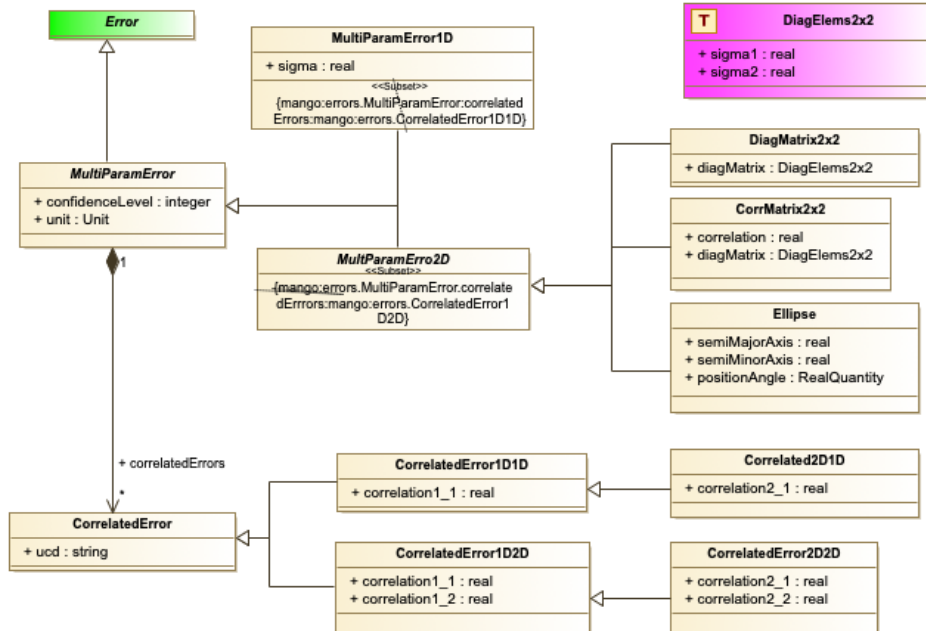 Error
MultiParamError1D
+ sigma : real
<<Subset>>
{mango:errors.MultiParamError:correlated
Errors:mango:errors.CorrelatedError1D1D}
T
DiagElems2x2
+ sigma1 : real
+ sigma2 : real
MultiParamError
+ confidenceLevel : integer
+ unit : Unit
1
MultParamErro2D
<<Subset>>
{mango:errors.MultiParamError.correlate
dErrrors:mango:errors.CorrelatedError1
D2D}
DiagMatrix2x2
+ diagMatrix : DiagElems2x2
CorrMatrix2x2
+ correlation : real
+ diagMatrix : DiagElems2x2
Ellipse
+ semiMajorAxis : real
+ semiMinorAxis : real
+ positionAngle : RealQuantity
+ correlatedErrors
*
CorrelatedError
+ ucd : string
CorrelatedError1D1D
+ correlation1_1 : real
Correlated2D1D
+ correlation2_1 : real
CorrelatedError1D2D
+ correlation1_1 : real
+ correlation1_2 : real
CorrelatedError2D2D
+ correlation2_1 : real
+ correlation2_2 : real